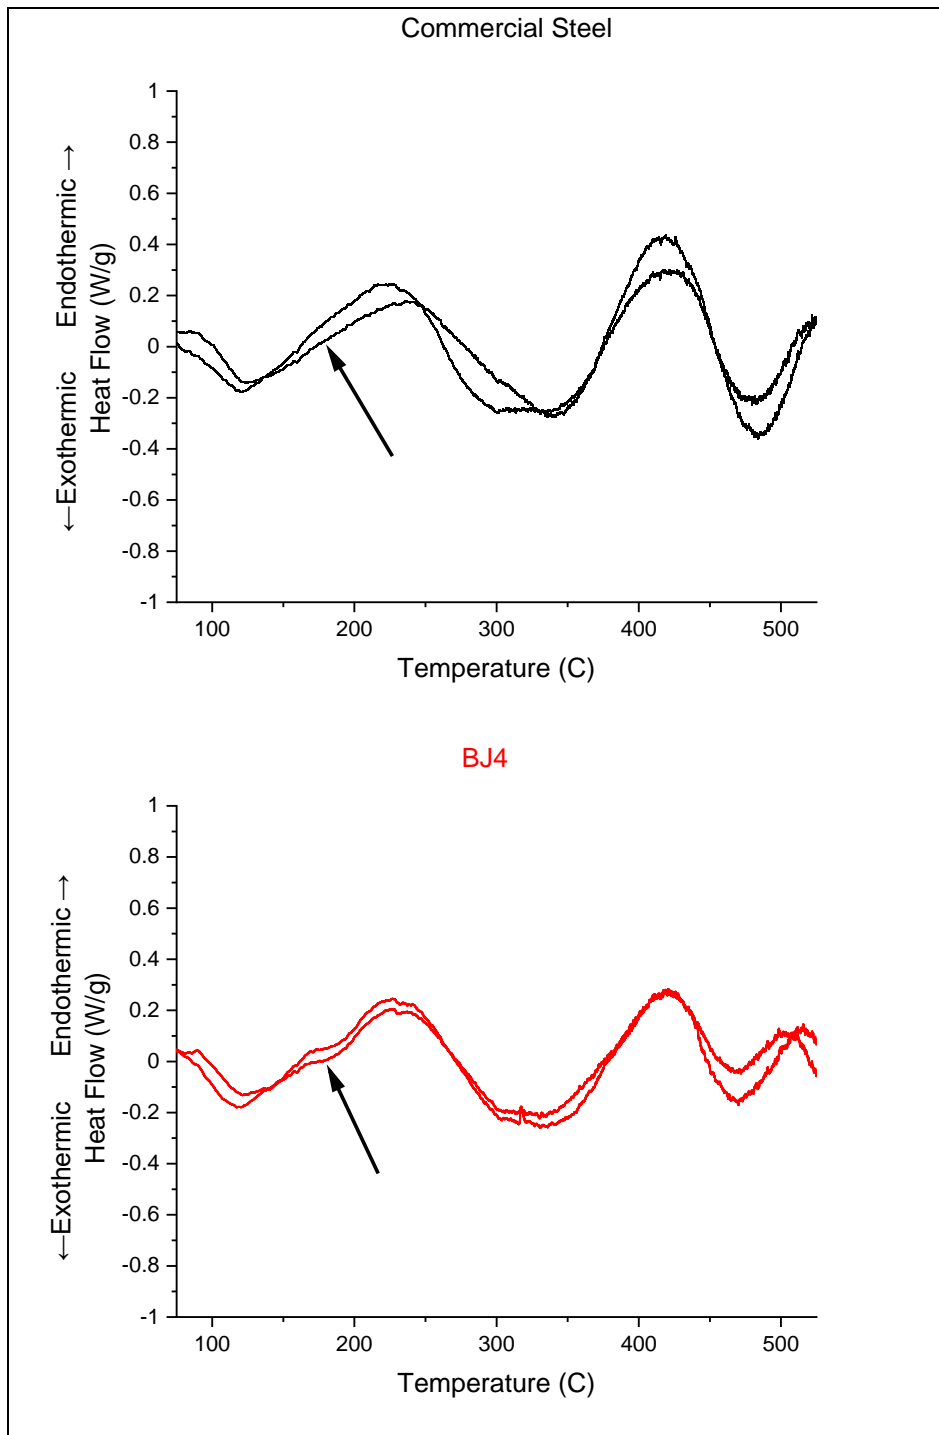 Commercial Steel
1
0.8
0.6
0.4
0.2
0
-0.2
-0.4
-0.6
-0.8
-1
←Exothermic Endothermic →
Heat Flow (W/g)
100 200 300 400 500
Temperature (C)
BJ4
1
0.8
0.6
0.4
0.2
0
-0.2
-0.4
-0.6
-0.8
-1
←Exothermic Endothermic →
Heat Flow (W/g)
100 200 300 400 500
Temperature (C)